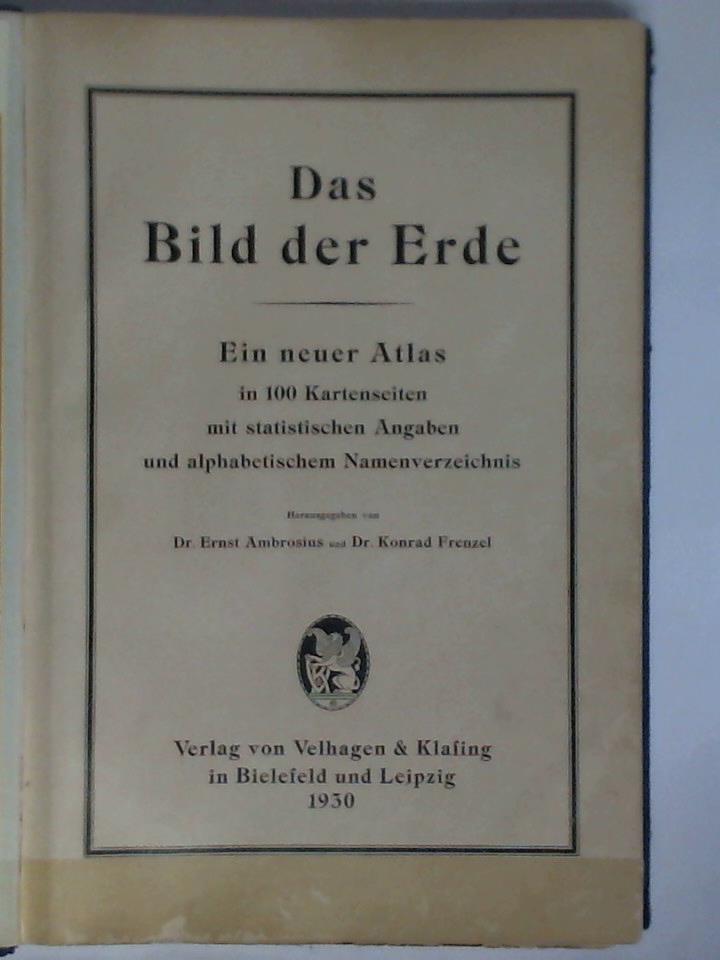 Das
Bild der Erde
Ein neuer Atlas
in 100 Kartenseiten
mit statistischen Angaben
und alphabetischem Namenverzeichnis
Herausgegeben von
Dr. Ernst Ambrosius und Dr. Konrad Frenzel
Verlag von Velhagen & Klaſing
in Bielefeld und Leipzig
1930